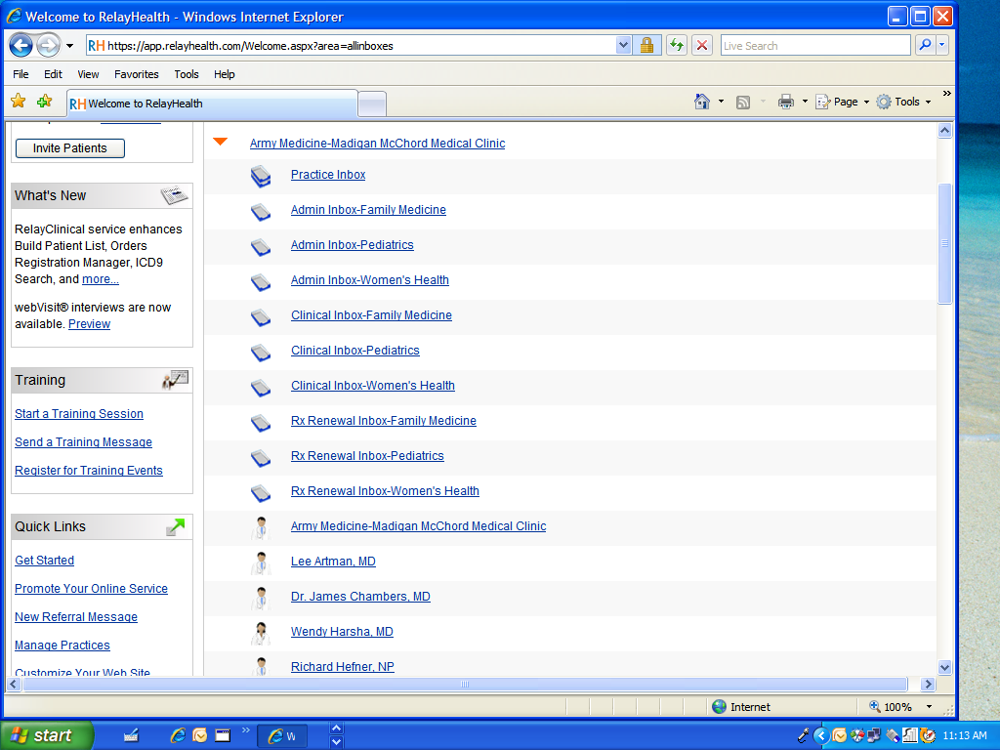 Welcome to RelayHealth - Windows Internet Explorer
RH https://app.relayhealth.com/Welcome.aspx?area=allinboxes
Live Search
File Edit View Favorites Tools Help
RH Welcome to RelayHealth
Page Tools
Invite Patients
What's New
RelayClinical service enhances
Build Patient List, Orders
Registration Manager, ICD9
Search, and more...
webVisit® interviews are now
available. Preview
Training
Start a Training Session
Send a Training Message
Register for Training Events
Quick Links
Get Started
Promote Your Online Service
New Referral Message
Manage Practices
Customize Your Web Site
Army Medicine-Madigan McChord Medical Clinic
Practice Inbox
Admin Inbox-Family Medicine
Admin Inbox-Pediatrics
Admin Inbox-Women's Health
Clinical Inbox-Family Medicine
Clinical Inbox-Pediatrics
Clinical Inbox-Women's Health
Rx Renewal Inbox-Family Medicine
Rx Renewal Inbox-Pediatrics
Rx Renewal Inbox-Women's Health
Army Medicine-Madigan McChord Medical Clinic
Lee Artman, MD
Dr. James Chambers, MD
Wendy Harsha, MD
Richard Hefner, NP
Internet
100%
start
W
11:13 AM